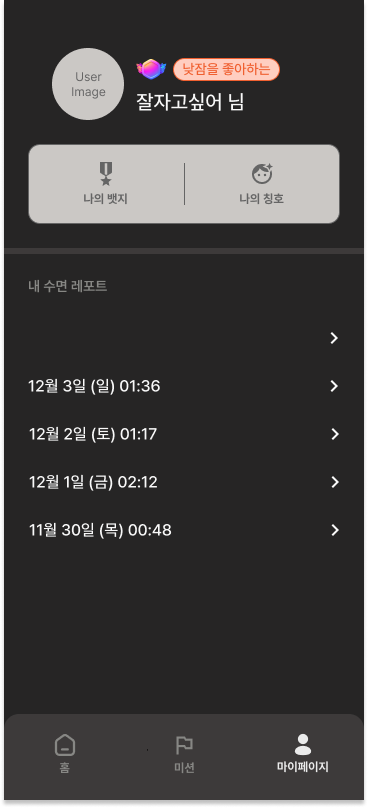 User
Image
낮잠을 좋아하는
잘자고싶어 님
나의 뱃지
나의 칭호
내 수면 레포트
12월 3일 (일) 01:36
12월 2일 (토) 01:17
12월 1일 (금) 02:12
11월 30일 (목) 00:48
홈
미션
마이페이지